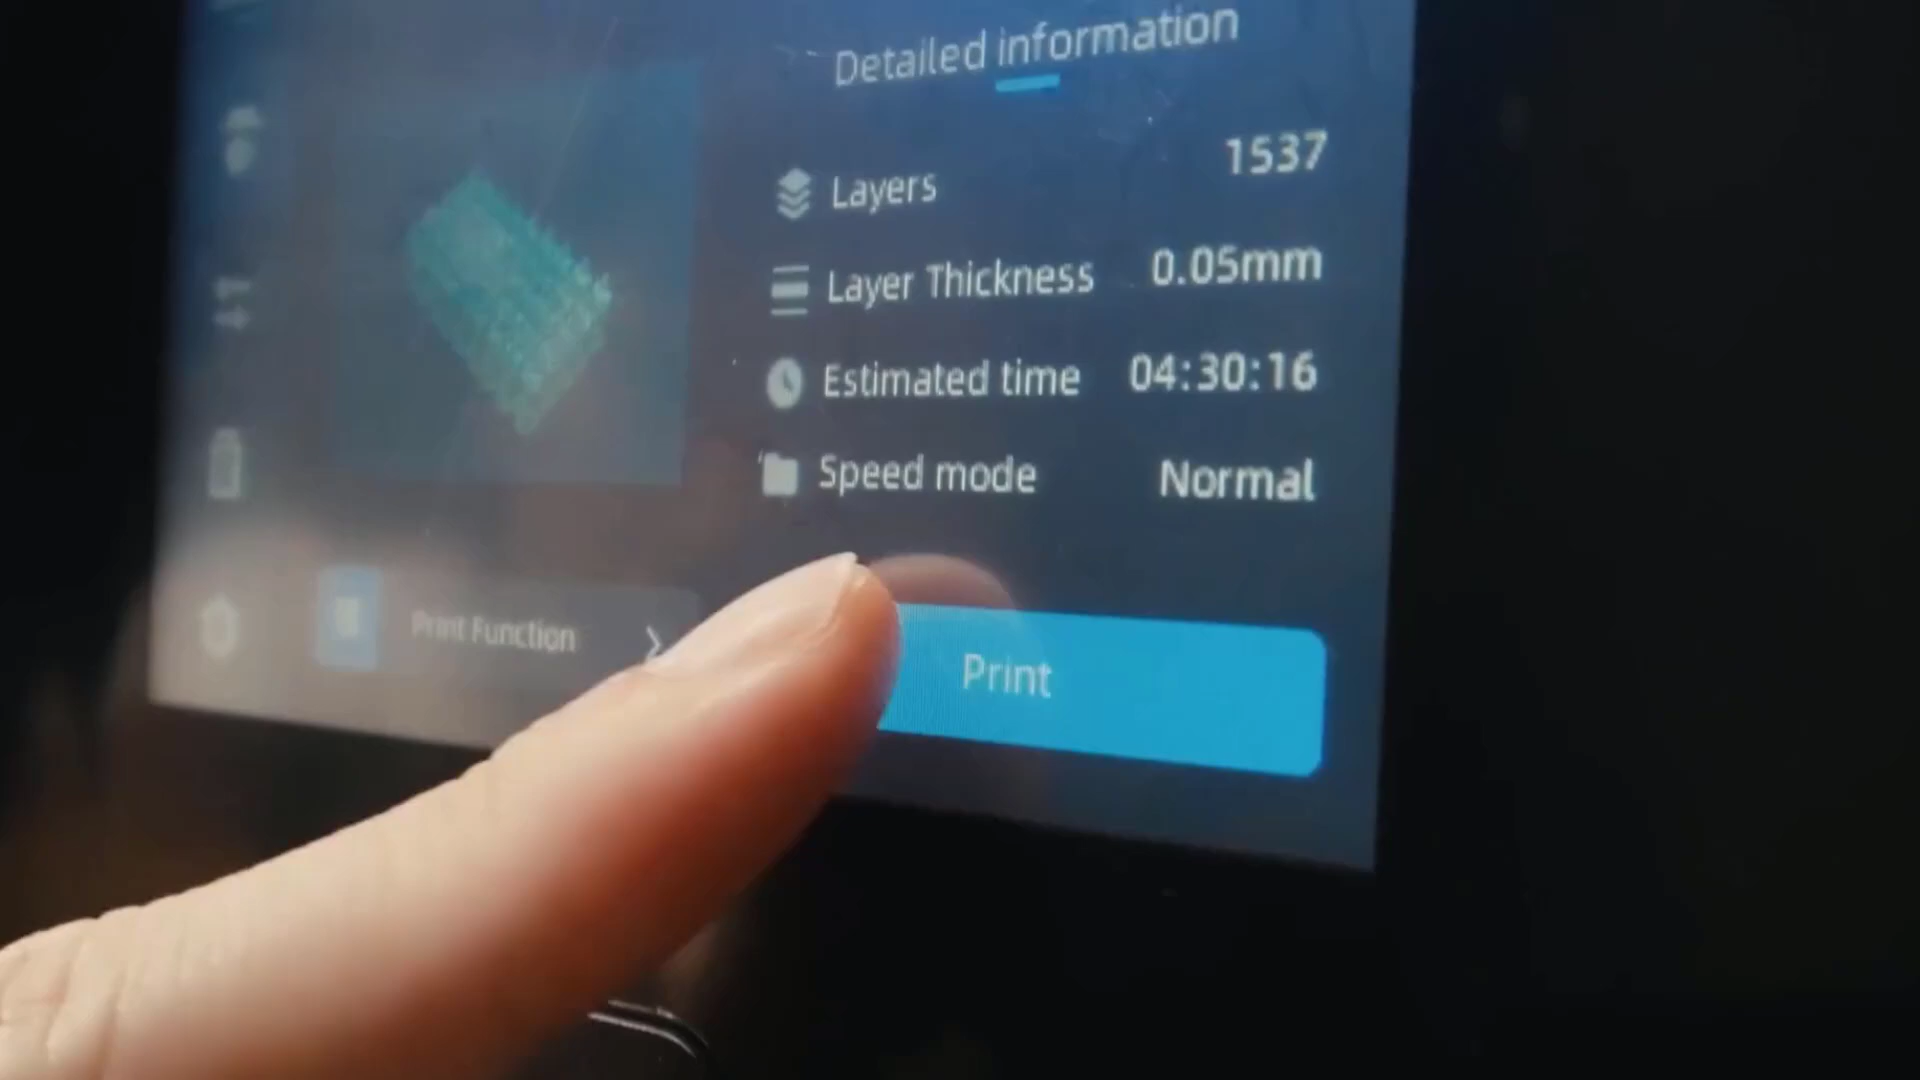 Detailed information
Layers 1537
Layer Thickness 0.05mm
Estimated time 04:30:16
Speed mode Normal
Print Function
Print